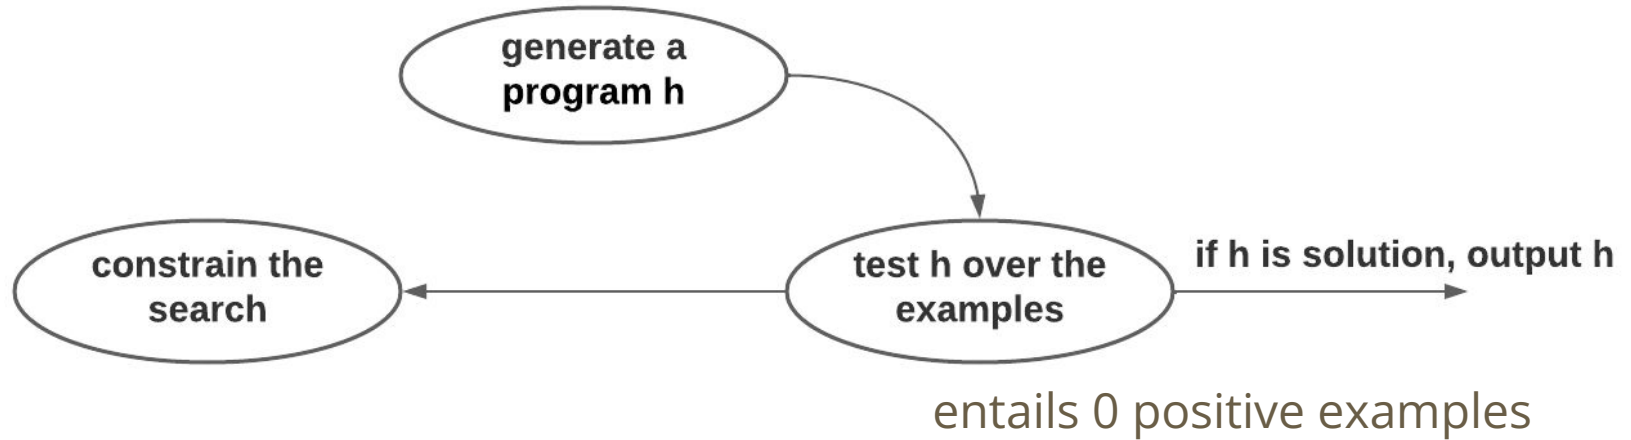 generate a
program h
constrain the
search
test h over the
examples
if h is solution, output h
entails 0 positive examples